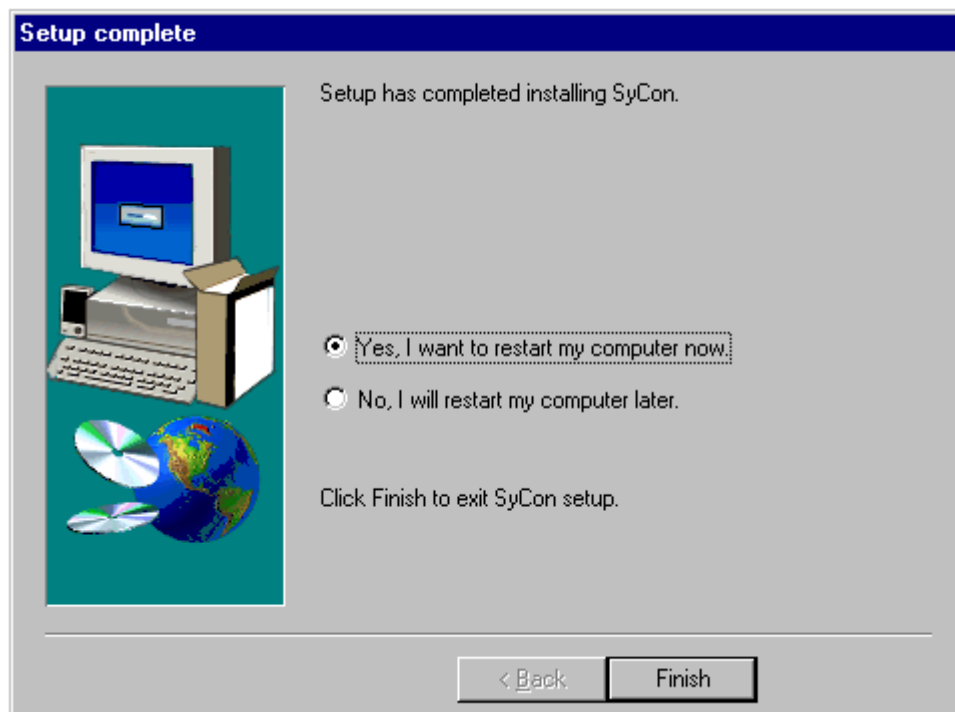 Setup complete
Setup has completed installing SyCon.
Yes, I want to restart my computer now.
No, I will restart my computer later.
Click Finish to exit SyCon setup.
< Back
Finish